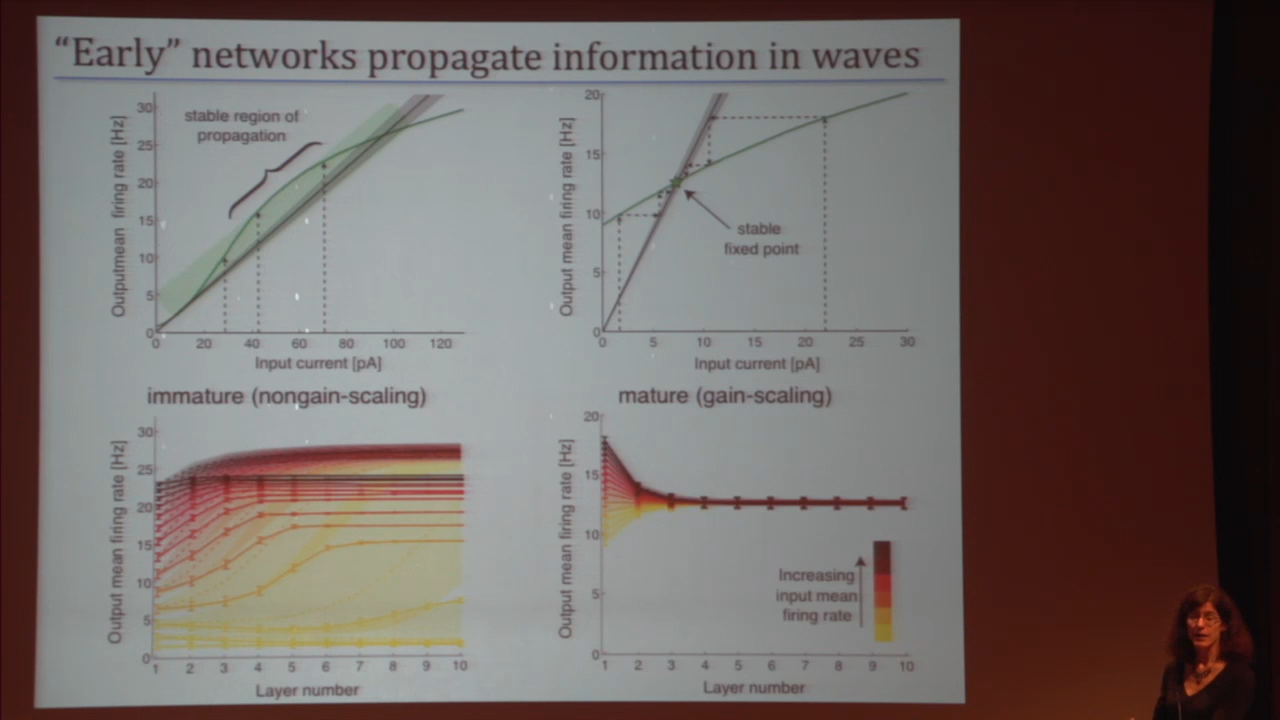 “Early” networks propagate information in waves
30
25
20
15
10
5
0
Outputmean firing rate [Hz]
stable region of
propagation
0 20 40 60 80 100 120
Input current [pA]
immature (nongain-scaling)
20
15
10
5
0
Output mean firing rate [Hz]
stable
fixed point
0 5 10 15 20 25 30
Input current [pA]
mature (gain-scaling)
30
25
20
15
10
5
0
Output mean firing rate [Hz]
1 2 3 4 5 6 7 8 9 10
Layer number
20
15
10
5
0
Output mean firing rate [Hz]
Increasing
input mean
firing rate
1 2 3 4 5 6 7 8 9 10
Layer number